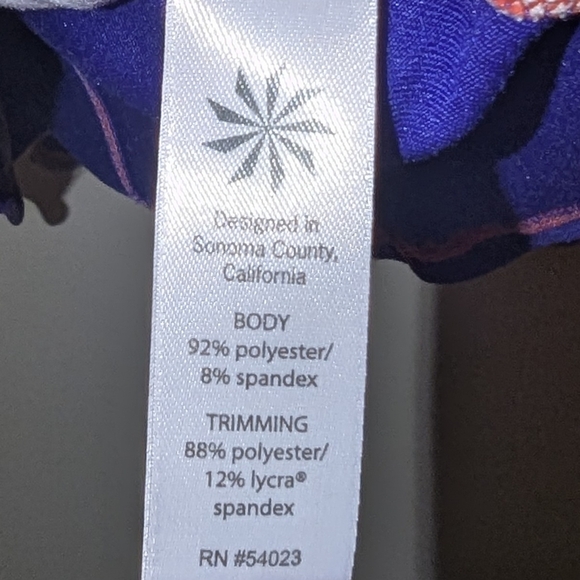 Designed in
Sonoma County,
California
BODY
92% polyester/
8% spandex
TRIMMING
88% polyester/
12% lycra®
spandex
RN #54023